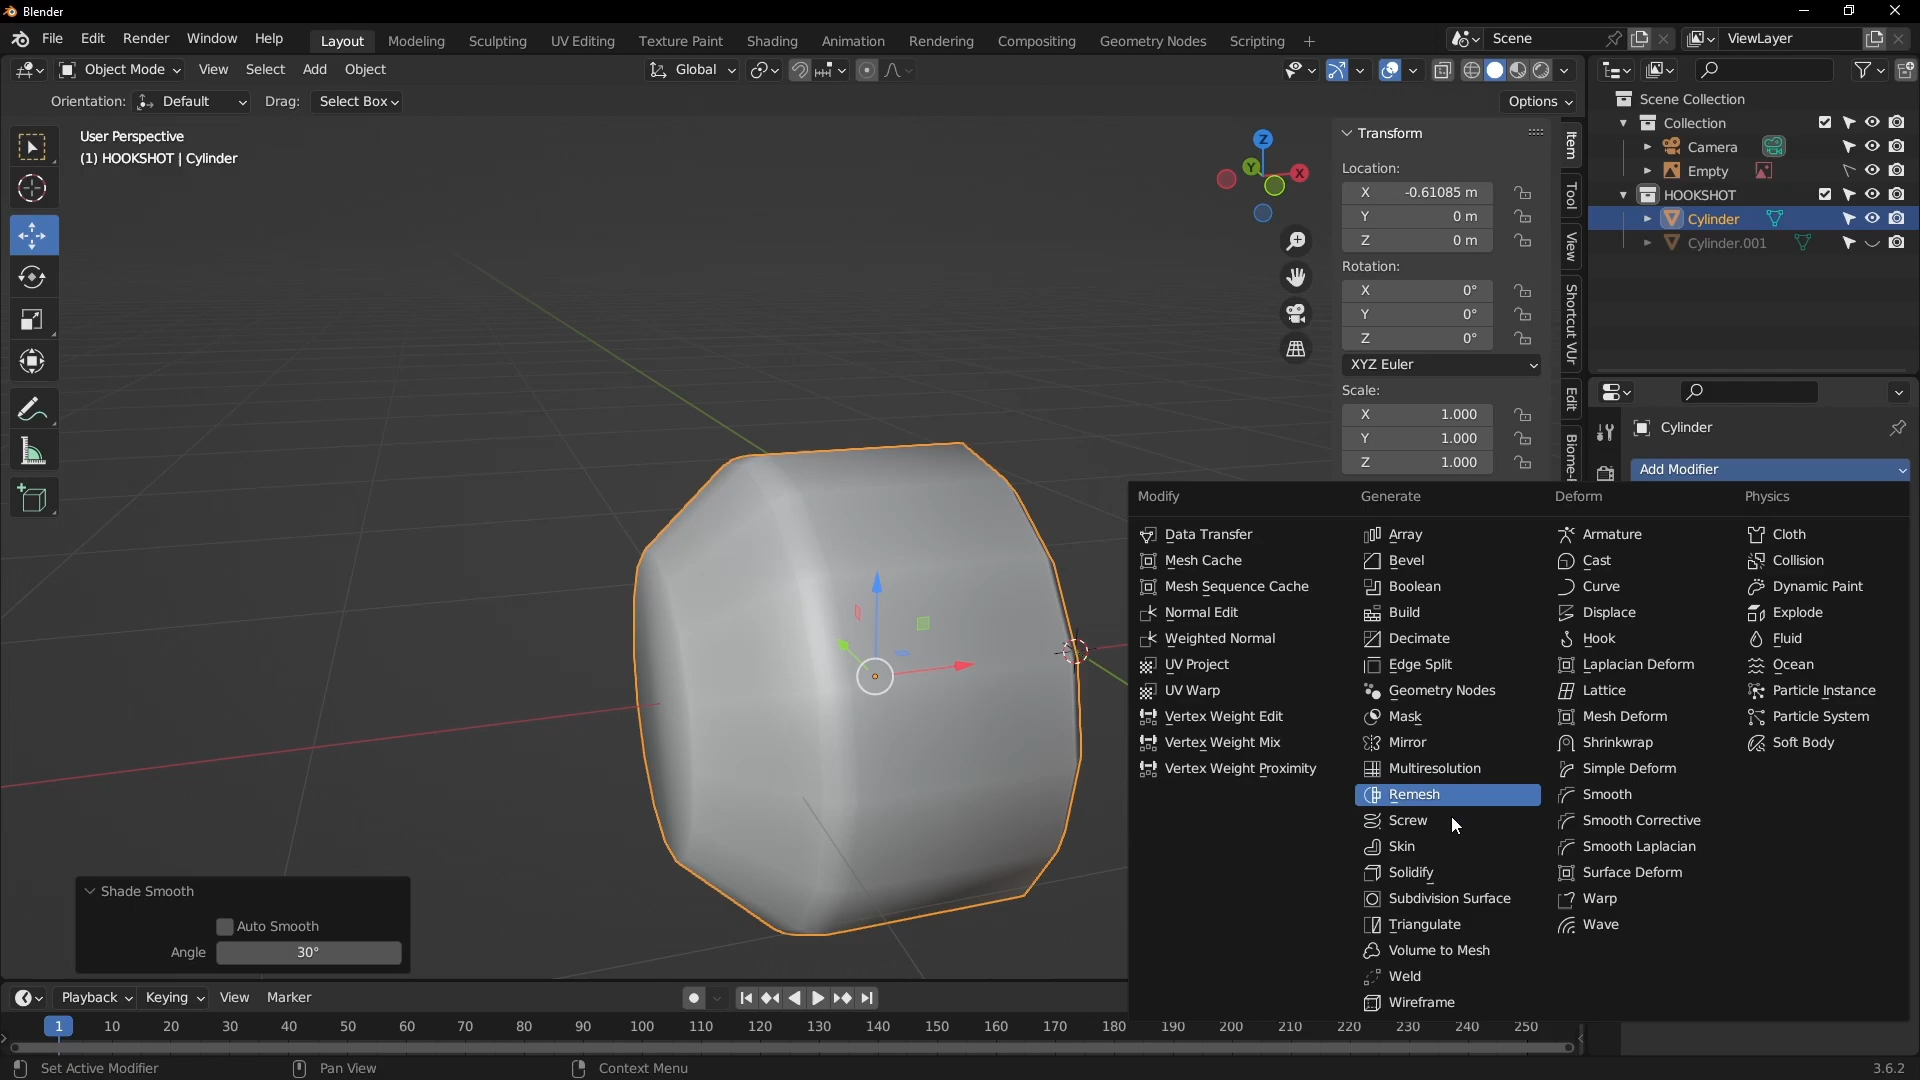 Blender
File Edit Render Window Help Layout Modeling Sculpting UV Editing Texture Paint Shading Animation Rendering Compositing Geometry Nodes Scripting + Scene ViewLayer
Object Mode View Select Add Object Global
Orientation: Default Drag: Select Box Options
User Perspective
(1) HOOKSHOT | Cylinder
Z
Y
X
Transform
Location:
X -0.61085 m
Y 0 m
Z 0 m
Rotation:
X 0°
Y 0°
Z 0°
XYZ Euler
Scale:
X 1.000
Y 1.000
Z 1.000
Item
Tool
View
Shortcut VUr
Edit
Biome-
Scene Collection
Collection
Camera
Empty
HOOKSHOT
Cylinder
Cylinder.001
Cylinder
Add Modifier
Modify Generate Deform Physics
Data Transfer Array Armature Cloth
Mesh Cache Bevel Cast Collision
Mesh Sequence Cache Boolean Curve Dynamic Paint
Normal Edit Build Displace Explode
Weighted Normal Decimate Hook Fluid
UV Project Edge Split Laplacian Deform Ocean
UV Warp Geometry Nodes Lattice Particle Instance
Vertex Weight Edit Mask Mesh Deform Particle System
Vertex Weight Mix Mirror Shrinkwrap Soft Body
Vertex Weight Proximity Multiresolution Simple Deform
Remesh Smooth
Screw Smooth Corrective
Skin Smooth Laplacian
Solidify Surface Deform
Subdivision Surface Warp
Triangulate Wave
Volume to Mesh
Weld
Wireframe
Shade Smooth
Auto Smooth
Angle 30°
Playback Keying View Marker
1 10 20 30 40 50 60 70 80 90 100 110 120 130 140 150 160 170 180 190 200 210 220 230 240 250
Set Active Modifier Pan View Context Menu 3.6.2